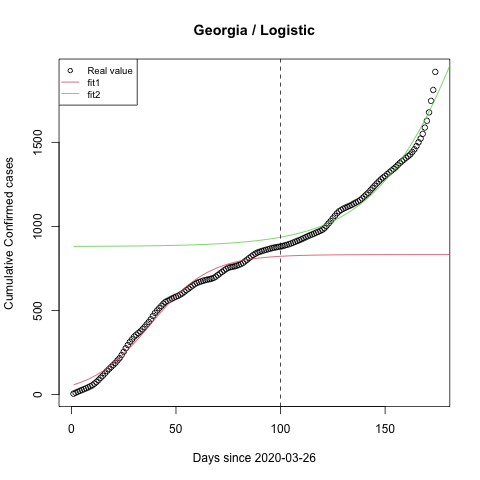 Georgia / Logistic
Real value
fit1
fit2
Cumulative Confirmed cases
0
500
1000
1500
0
50
100
150
Days since 2020-03-26